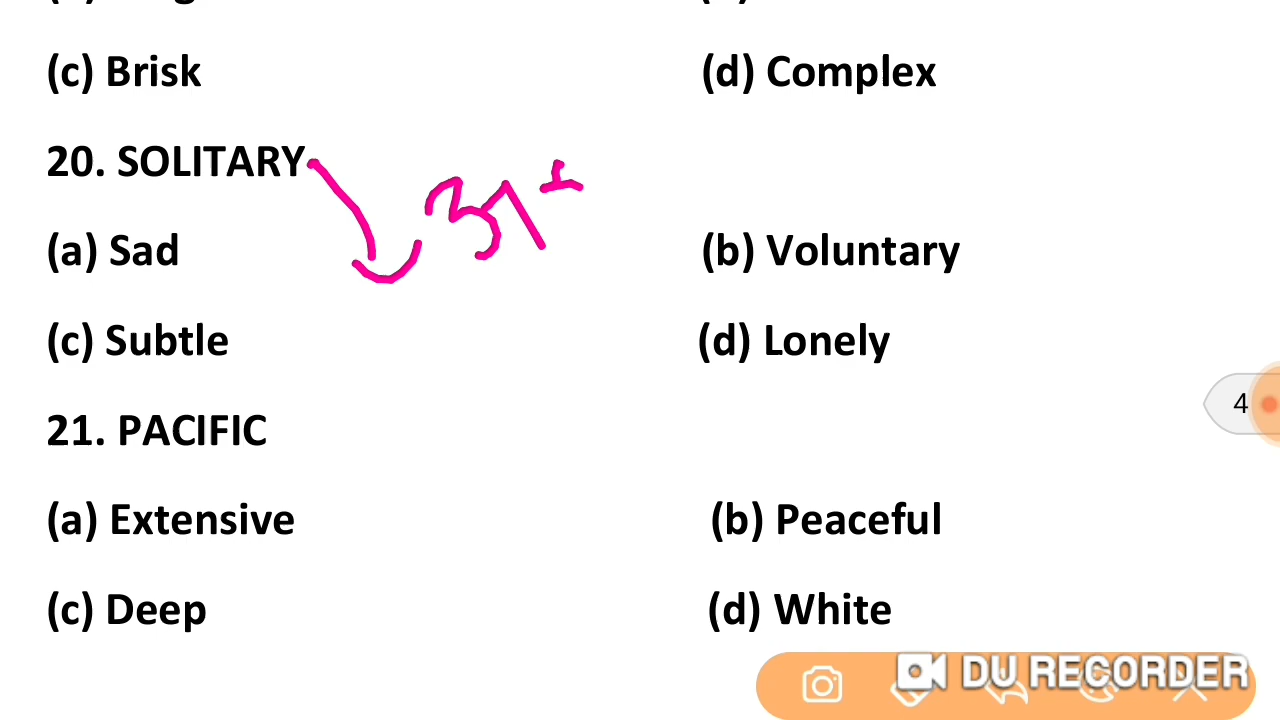 (c) Brisk (d) Complex
20. SOLITARY
(a) Sad (b) Voluntary
(c) Subtle (d) Lonely
21. PACIFIC
4
(a) Extensive (b) Peaceful
(c) Deep (d) White
DU RECORDER